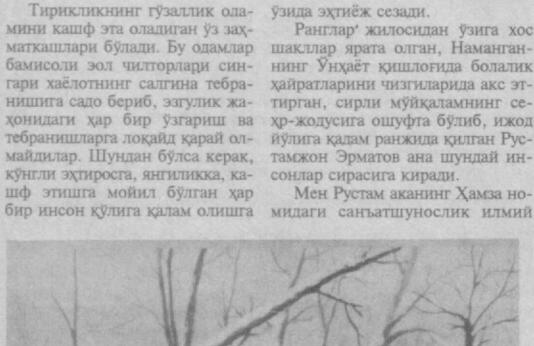 Тирикликнинг гўзаллик ола-
мини кашф эта оладиган ўз заҳ-
маткашлари бўлади. Бу одамлар
бамисоли эол чилторлари син-
гари хаёлотнинг салгина тебра-
нишига садо бериб, эзгулик жа-
ҳонидаги ҳар бир ўзгариш ва
тебранишларга лоқайд қарай ол-
майдилар. Шундан бўлса керак,
кўнгли эҳтиросга, янгиликка, ка-
шф этишга мойил бўлган ҳар
бир инсон қўлига қалам олишга
ўзида эҳтиёж сезади.
Ранглар жилосидан ўзига хос
шакллар ярата олган, Наманган-
нинг Ўнҳаёт қишлоғида болалик
ҳайратларини чизгиларида акс эт-
тирган, сирли мўйқаламнинг се-
ҳр-жодусига ошуфта бўлиб, ижод
йўлига қадам ранжида қилган Рус-
тамжон Эрматов ана шундай ин-
сонлар сирасига киради.
Мен Рустам аканинг Ҳамза но-
мидаги санъатшунослик илмий